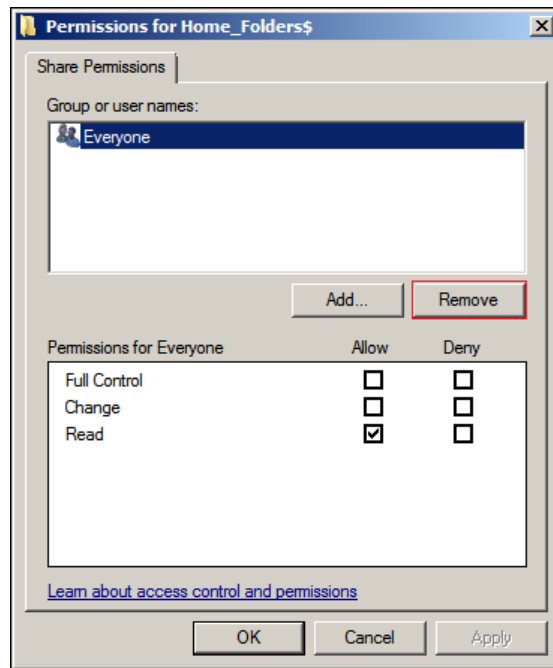 Permissions for Home_Folders$
Share Permissions
Group or user names:
Everyone
Add... Remove
Permissions for Everyone Allow Deny
Full Control
Change
Read
Learn about access control and permissions
OK Cancel Apply